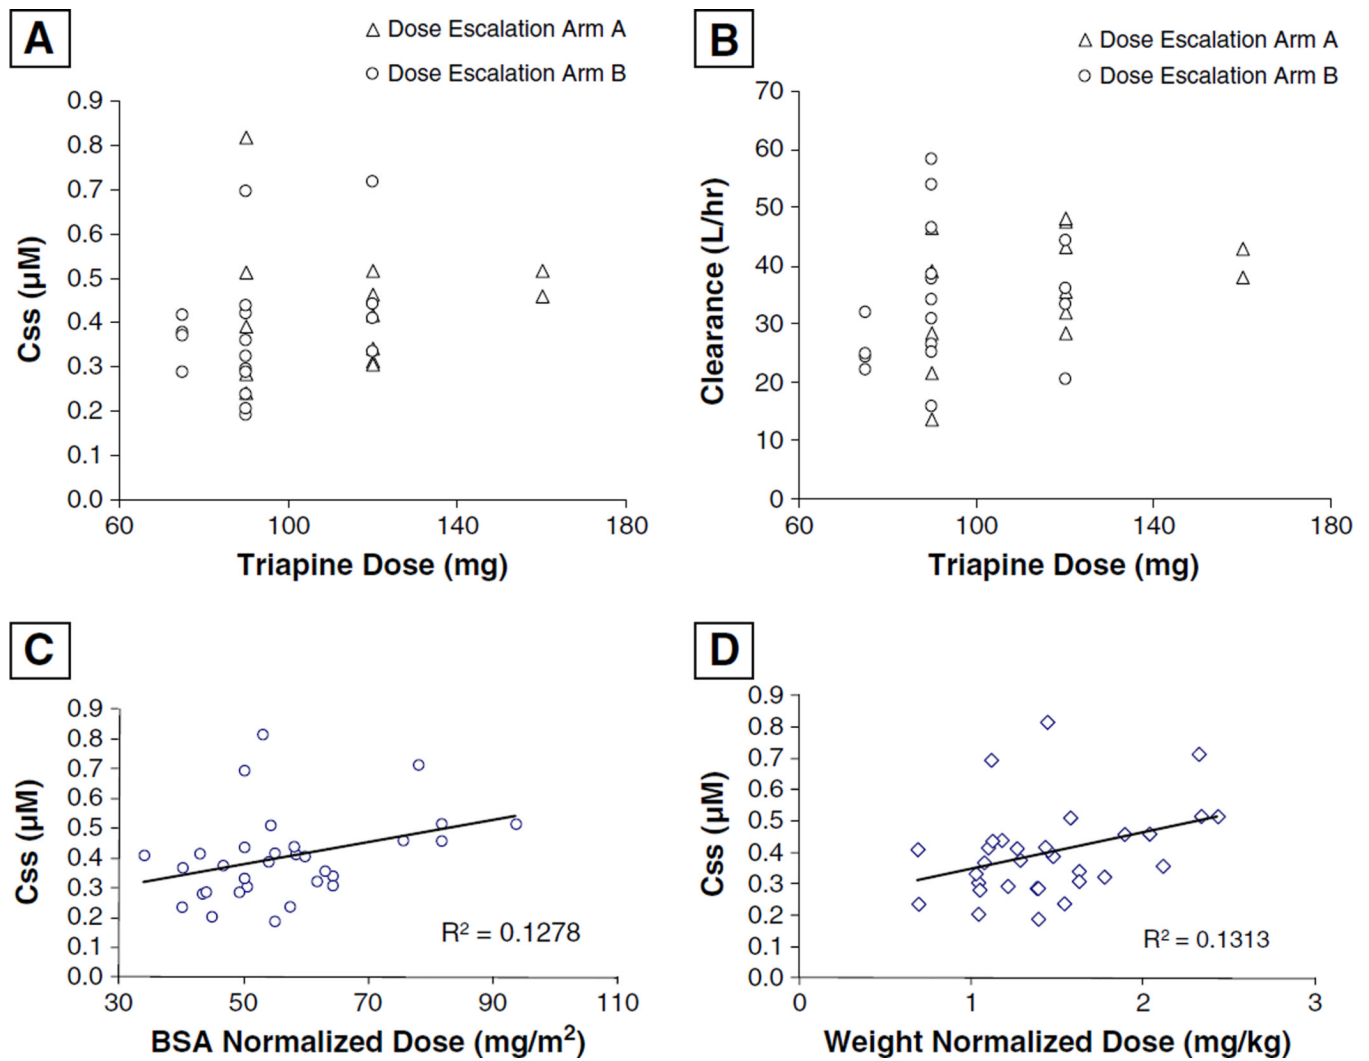 A
△ Dose Escalation Arm A
○ Dose Escalation Arm B
0.9
0.8
0.7
0.6
0.5
0.4
0.3
0.2
0.1
0.0
Css (µM)
60 100 140 180
Triapine Dose (mg)
B
△ Dose Escalation Arm A
○ Dose Escalation Arm B
70
60
50
40
30
20
10
0
Clearance (L/hr)
60 100 140 180
Triapine Dose (mg)
C
0.9
0.8
0.7
0.6
0.5
0.4
0.3
0.2
0.1
0.0
Css (µM)
R² = 0.1278
30 50 70 90 110
BSA Normalized Dose (mg/m²)
D
0.9
0.8
0.7
0.6
0.5
0.4
0.3
0.2
0.1
0.0
Css (µM)
R² = 0.1313
0 1 2 3
Weight Normalized Dose (mg/kg)